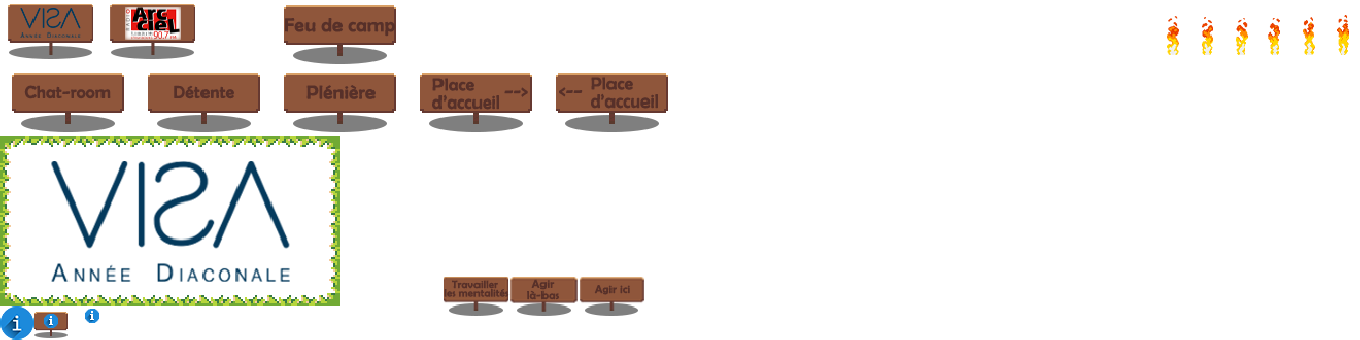 VISA
ANNÉE DIACONALE
RADIO
ARC
CIEL
90.7
Feu de camp
Chat-room
Détente
Plénière
Place
d'accueil -->
<-- Place
d'accueil
VISA
ANNÉE DIACONALE
Travailler
les mentalités
Agir
là-bas
Agir ici
i
i
i